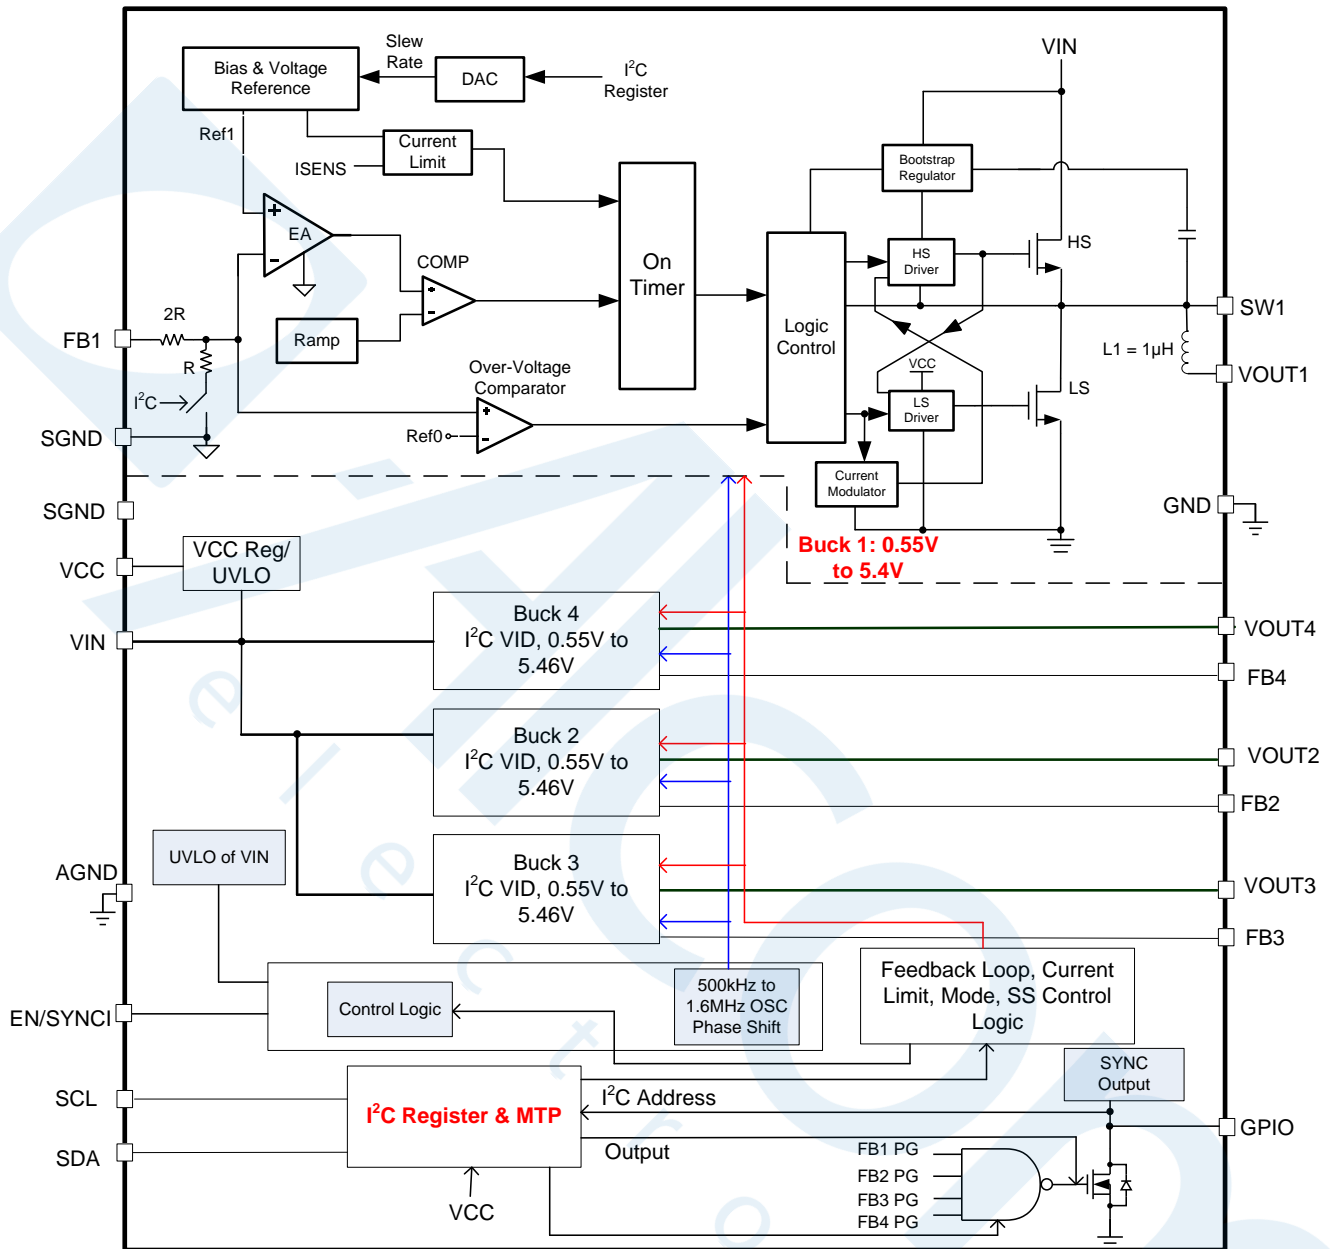 Bias & Voltage
Reference
Slew
Rate
DAC
I²C
Register
VIN
Ref1
Current
Limit
ISENS
Bootstrap
Regulator
EA
COMP
On
Timer
HS
Driver
HS
2R
FB1
R
I²C
Ramp
Logic
Control
SW1
L1 = 1µH
VOUT1
Over-Voltage
Comparator
VCC
LS
Driver
LS
Ref0
SGND
Current
Modulator
SGND
GND
Buck 1: 0.55V
to 5.4V
VCC
VCC Reg/
UVLO
VIN
Buck 4
I²C VID, 0.55V to
5.46V
VOUT4
FB4
Buck 2
I²C VID, 0.55V to
5.46V
VOUT2
FB2
UVLO of VIN
AGND
Buck 3
I²C VID, 0.55V to
5.46V
VOUT3
FB3
EN/SYNCI
Control Logic
500kHz to
1.6MHz OSC
Phase Shift
Feedback Loop, Current
Limit, Mode, SS Control
Logic
SYNC
Output
SCL
I²C Register & MTP
I²C Address
GPIO
SDA
Output
VCC
FB1 PG
FB2 PG
FB3 PG
FB4 PG